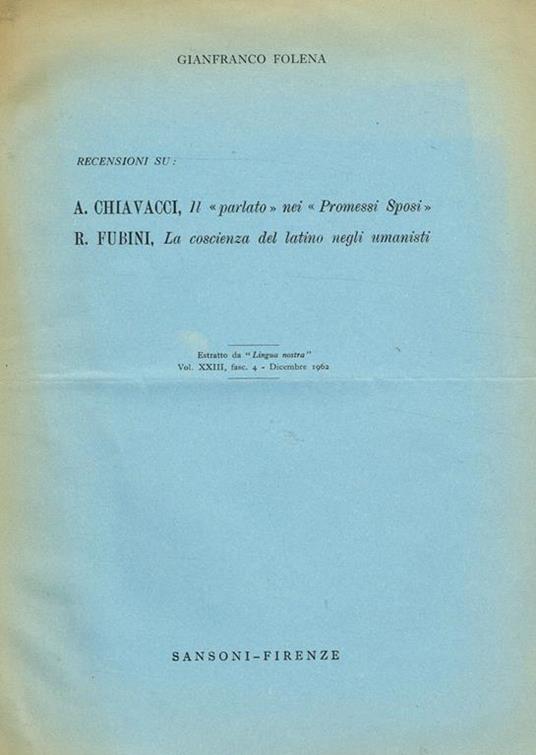 GIANFRANCO FOLENA
RECENSIONI SU:
A. CHIAVACCI, Il « parlato » nei « Promessi Sposi »
R. FUBINI, La coscienza del latino negli umanisti
Estratto da "Lingua nostra"
Vol. XXIII, fasc. 4 - Dicembre 1962
SANSONI-FIRENZE